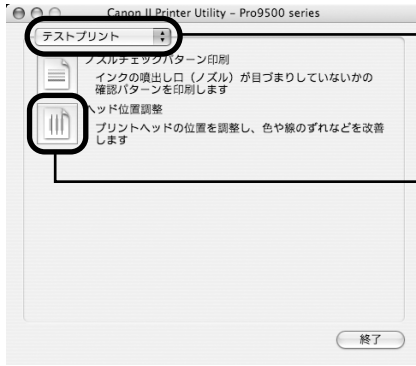 Canon IJ Printer Utility – Pro9500 series
テストプリント
ノズルチェックパターン印刷
インクの噴出し口（ノズル）が目づまりしていないかの
確認パターンを印刷します
ヘッド位置調整
プリントヘッドの位置を調整し、色や線のずれなどを改善
します
終了